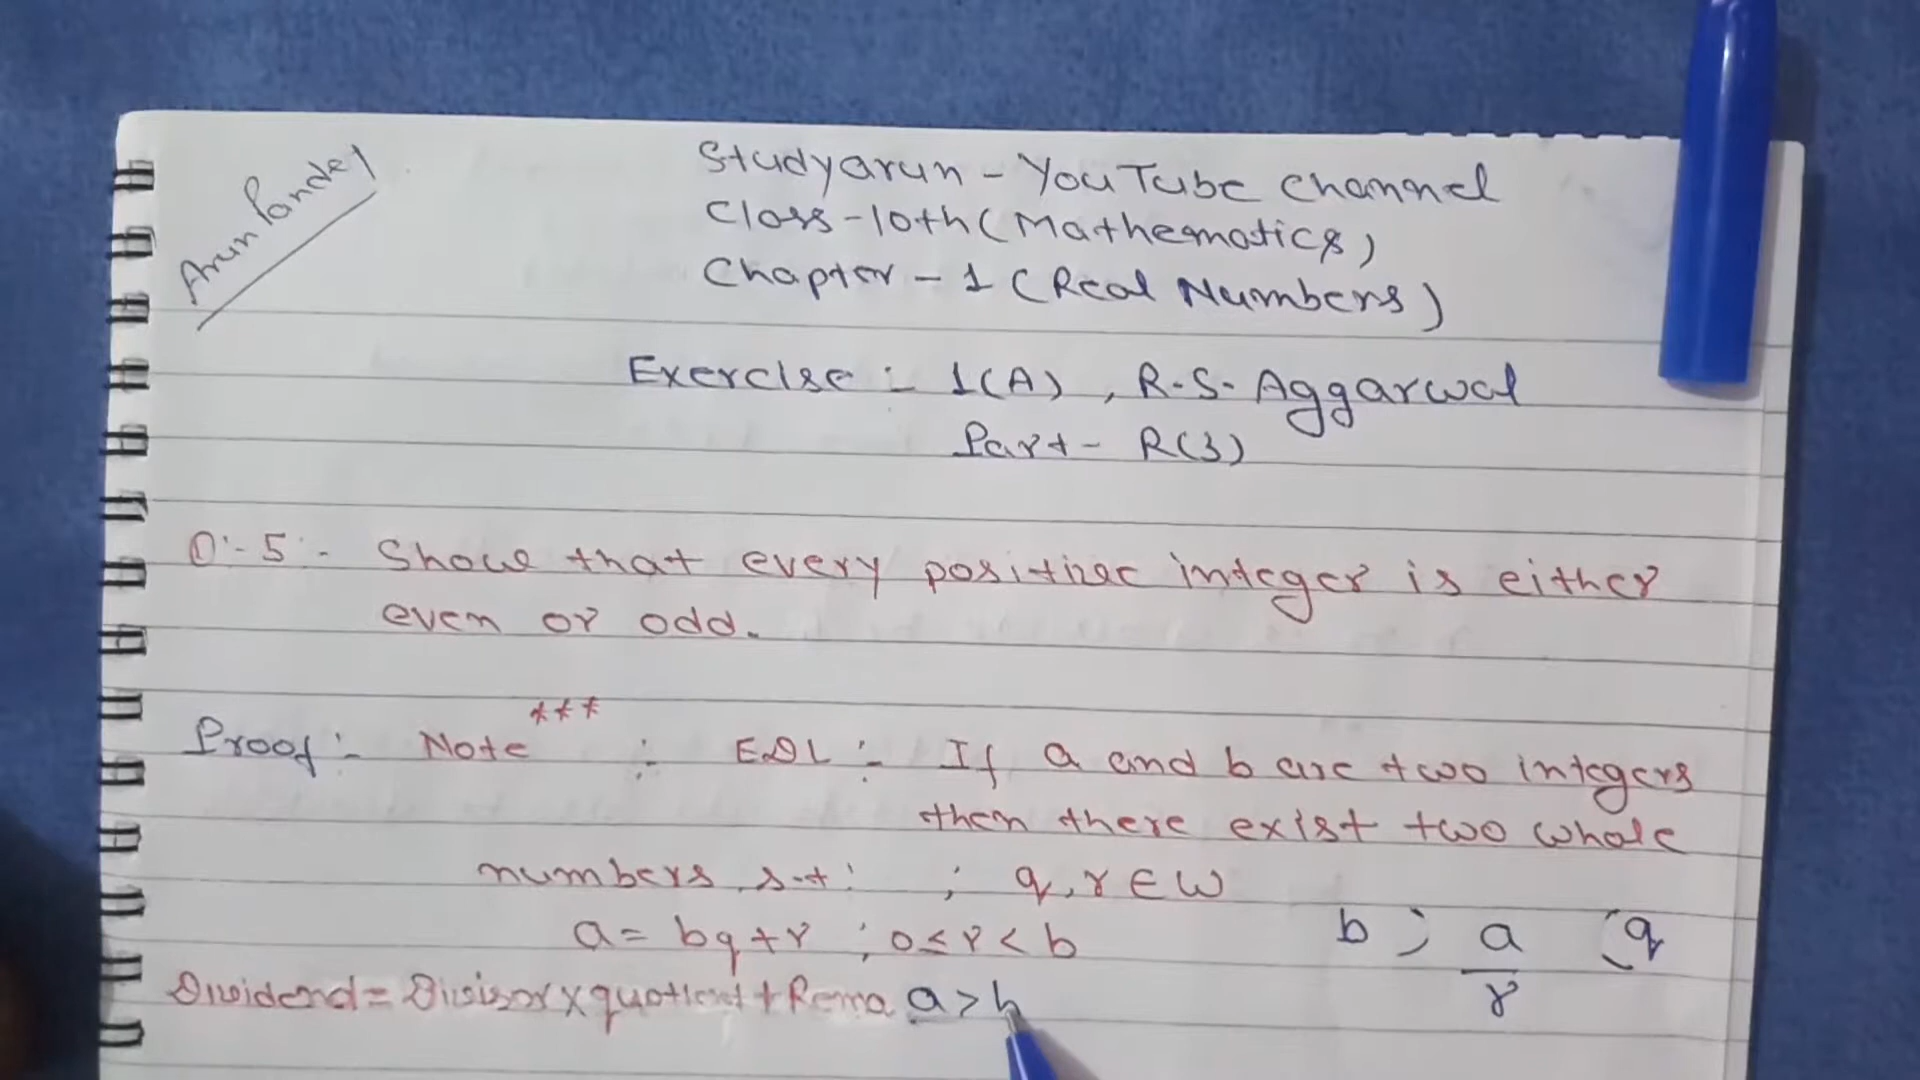 Arun Pandey
Studyarun - YouTube channel
Class - 10th (Mathematics)
Chapter - 1 (Real Numbers)
Exercise :- 1(A), R.S. Aggarwal
Part - R(3)
Q:-5:- Show that every positive integer is either
even or odd.
Proof:- Note*** :- EDL:- If a and b are two integers
then there exist two whole
numbers s.t: ; q, r ∈ W
a = bq + r ; 0 ≤ r < b
b ) a ( q
r
Dividend = Divisor x quotient + Rema a > b